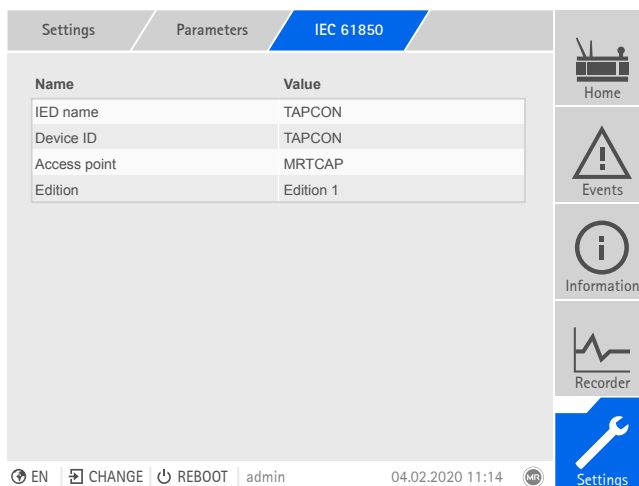 Settings Parameters IEC 61850
Name Value
IED name TAPCON
Device ID TAPCON
Access point MRTCAP
Edition Edition 1
Home
Events
Information
Recorder
Settings
EN CHANGE REBOOT admin 04.02.2020 11:14 MR